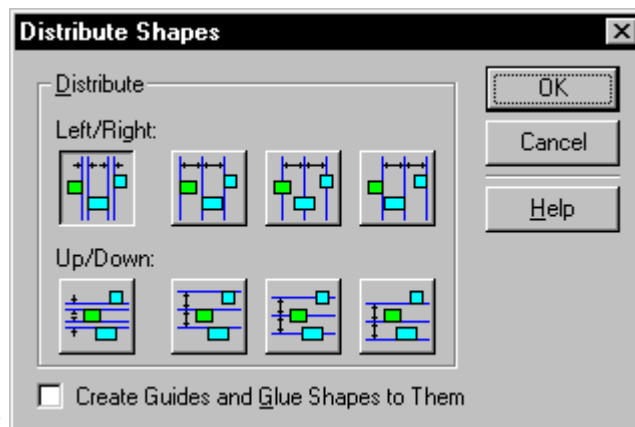 Distribute Shapes
Distribute
OK
Left/Right:
Cancel
Help
Up/Down:
Create Guides and Glue Shapes to Them